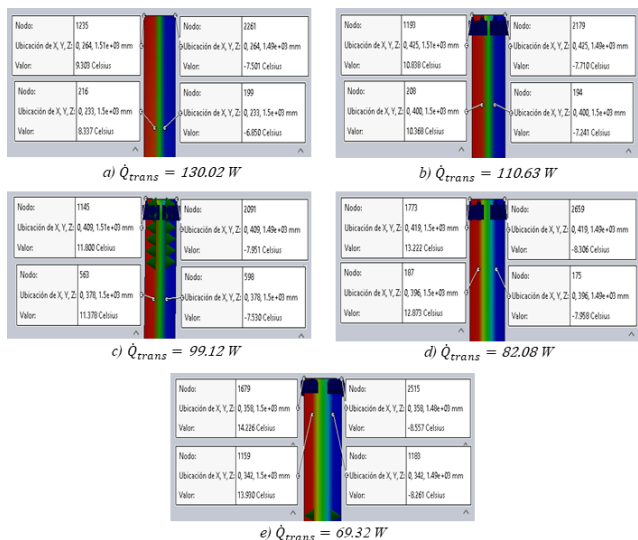 Nodo: 1235
Ubicación de X, Y, Z: 0, 264, 1.51e+03 mm
Valor: 9.303 Celsius
Nodo: 2261
Ubicación de X, Y, Z: 0, 264, 1.49e+03 mm
Valor: -7.501 Celsius
Nodo: 216
Ubicación de X, Y, Z: 0, 233, 1.5e+03 mm
Valor: 8.337 Celsius
Nodo: 199
Ubicación de X, Y, Z: 0, 233, 1.5e+03 mm
Valor: -6.850 Celsius
a) Q̇trans = 130.02 W
Nodo: 1193
Ubicación de X, Y, Z: 0, 425, 1.51e+03 mm
Valor: 10.838 Celsius
Nodo: 2179
Ubicación de X, Y, Z: 0, 425, 1.49e+03 mm
Valor: -7.710 Celsius
Nodo: 208
Ubicación de X, Y, Z: 0, 400, 1.5e+03 mm
Valor: 10.368 Celsius
Nodo: 194
Ubicación de X, Y, Z: 0, 400, 1.5e+03 mm
Valor: -7.241 Celsius
b) Q̇trans = 110.63 W
Nodo: 1145
Ubicación de X, Y, Z: 0, 409, 1.51e+03 mm
Valor: 11.800 Celsius
Nodo: 2091
Ubicación de X, Y, Z: 0, 409, 1.49e+03 mm
Valor: -7.951 Celsius
Nodo: 563
Ubicación de X, Y, Z: 0, 378, 1.5e+03 mm
Valor: 11.378 Celsius
Nodo: 598
Ubicación de X, Y, Z: 0, 378, 1.5e+03 mm
Valor: -7.530 Celsius
c) Q̇trans = 99.12 W
Nodo: 1773
Ubicación de X, Y, Z: 0, 419, 1.51e+03 mm
Valor: 13.222 Celsius
Nodo: 2659
Ubicación de X, Y, Z: 0, 419, 1.49e+03 mm
Valor: -8.306 Celsius
Nodo: 187
Ubicación de X, Y, Z: 0, 396, 1.5e+03 mm
Valor: 12.873 Celsius
Nodo: 175
Ubicación de X, Y, Z: 0, 396, 1.49e+03 mm
Valor: -7.958 Celsius
d) Q̇trans = 82.08 W
Nodo: 1679
Ubicación de X, Y, Z: 0, 358, 1.5e+03 mm
Valor: 14.226 Celsius
Nodo: 2515
Ubicación de X, Y, Z: 0, 358, 1.48e+03 mm
Valor: -8.557 Celsius
Nodo: 1159
Ubicación de X, Y, Z: 0, 342, 1.5e+03 mm
Valor: 13.930 Celsius
Nodo: 1183
Ubicación de X, Y, Z: 0, 342, 1.49e+03 mm
Valor: -8.261 Celsius
e) Q̇trans = 69.32 W